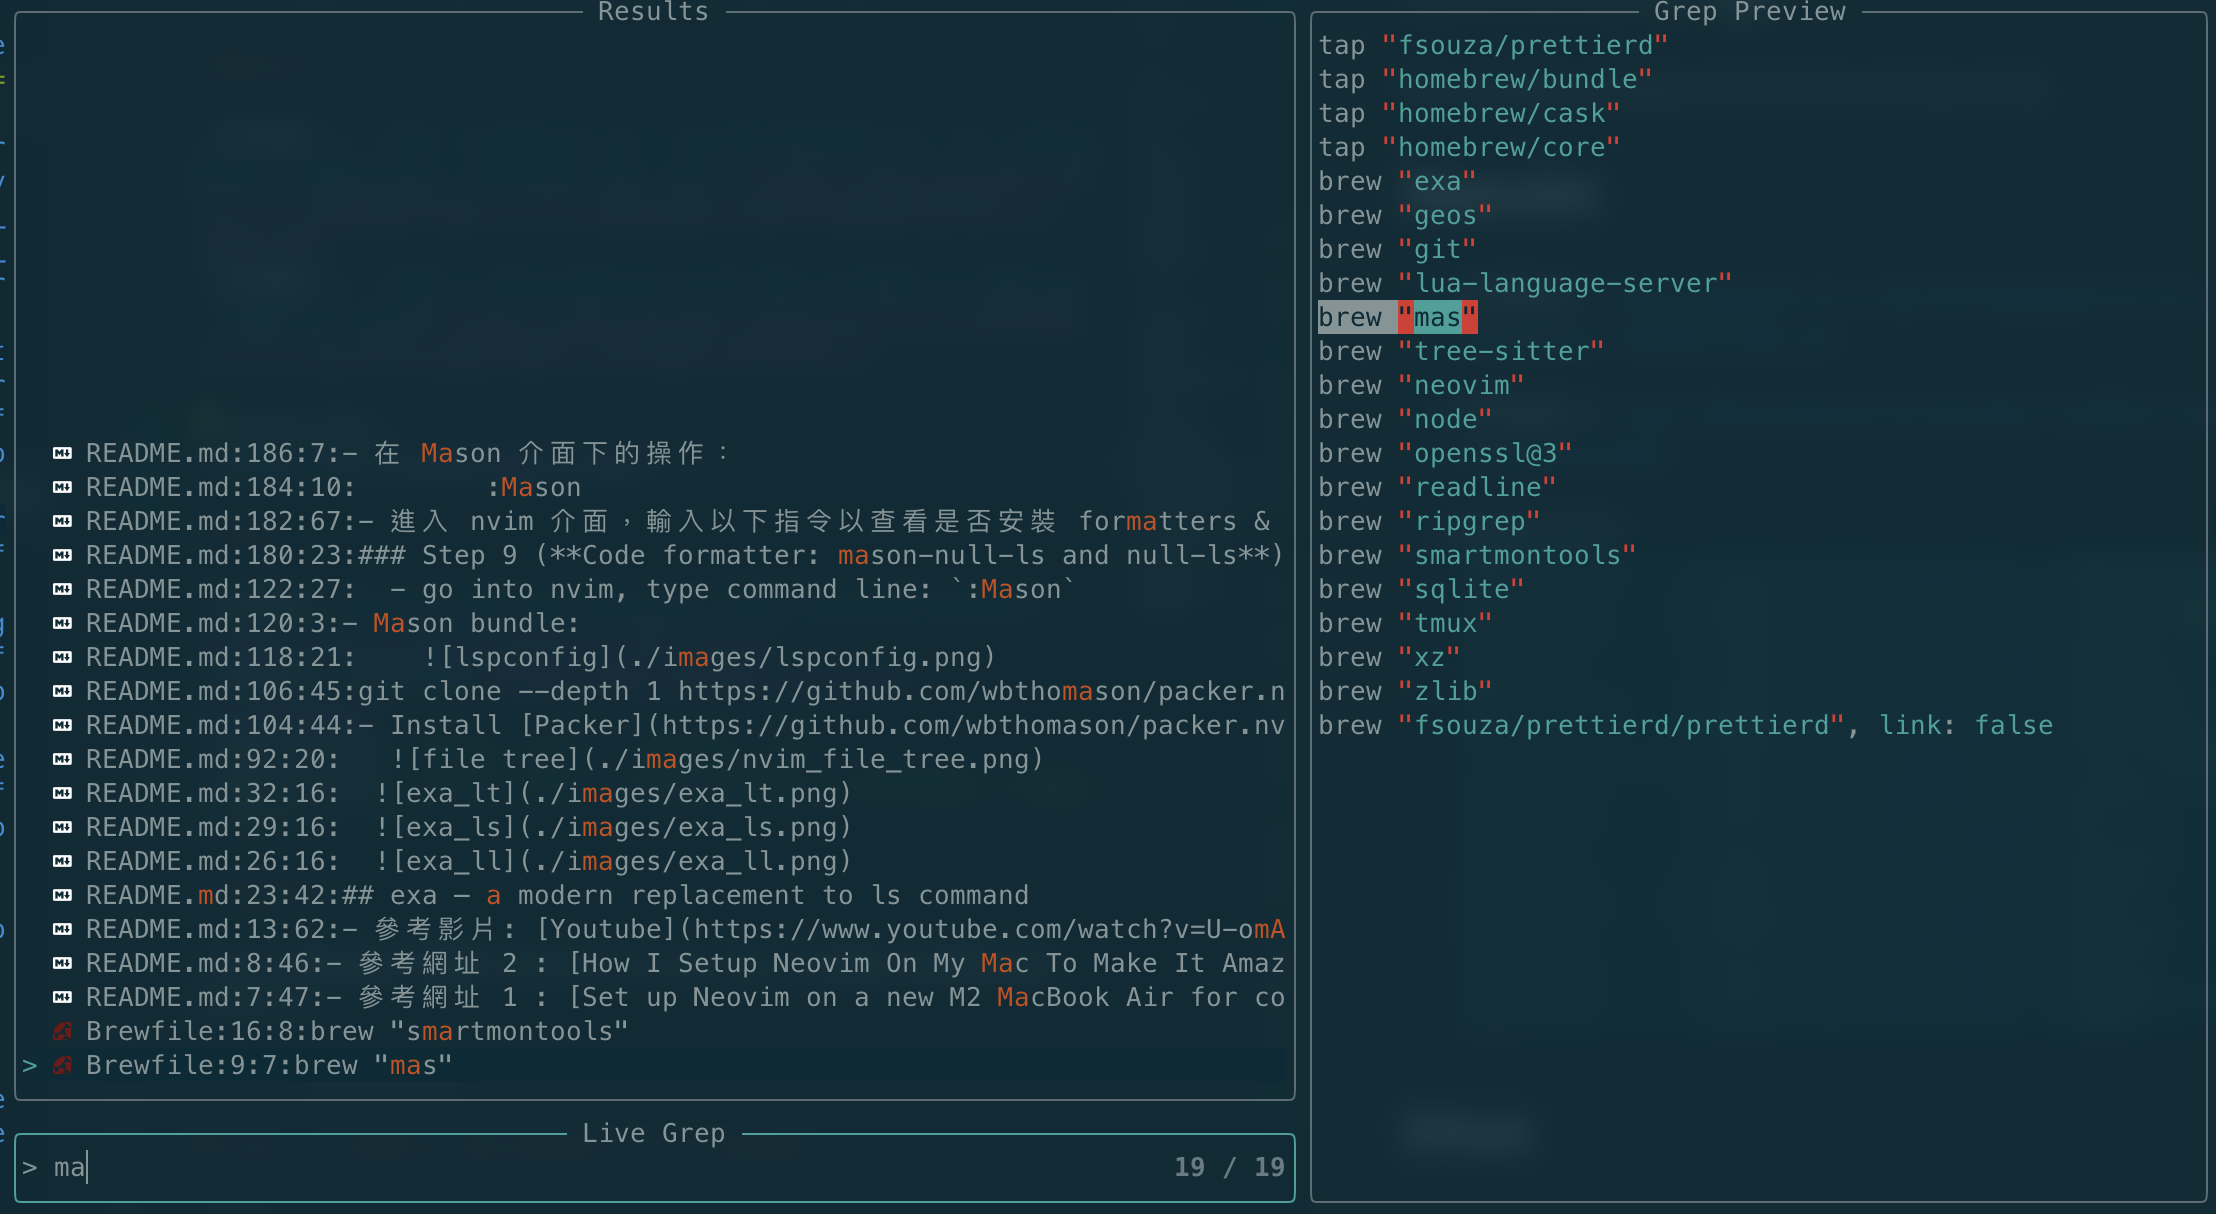 Results
README.md:186:7:- 在 Mason 介面下的操作：
README.md:184:10:        :Mason
README.md:182:67:- 進入 nvim 介面，輸入以下指令以查看是否安裝 formatters &
README.md:180:23:### Step 9 (**Code formatter: mason-null-ls and null-ls**)
README.md:122:27:  - go into nvim, type command line: `:Mason`
README.md:120:3:- Mason bundle:
README.md:118:21:    ![lspconfig](./images/lspconfig.png)
README.md:106:45:git clone --depth 1 https://github.com/wbthomason/packer.n
README.md:104:44:- Install [Packer](https://github.com/wbthomason/packer.nv
README.md:92:20:   ![file tree](./images/nvim_file_tree.png)
README.md:32:16:  ![exa_lt](./images/exa_lt.png)
README.md:29:16:  ![exa_ls](./images/exa_ls.png)
README.md:26:16:  ![exa_ll](./images/exa_ll.png)
README.md:23:42:## exa – a modern replacement to ls command
README.md:13:62:- 參考影片: [Youtube](https://www.youtube.com/watch?v=U-omA
README.md:8:46:- 參考網址 2 : [How I Setup Neovim On My Mac To Make It Amaz
README.md:7:47:- 參考網址 1 : [Set up Neovim on a new M2 MacBook Air for co
Brewfile:16:8:brew "smartmontools"
> Brewfile:9:7:brew "mas"
Live Grep
> ma 19 / 19
Grep Preview
tap "fsouza/prettierd"
tap "homebrew/bundle"
tap "homebrew/cask"
tap "homebrew/core"
brew "exa"
brew "geos"
brew "git"
brew "lua-language-server"
brew "mas"
brew "tree-sitter"
brew "neovim"
brew "node"
brew "openssl@3"
brew "readline"
brew "ripgrep"
brew "smartmontools"
brew "sqlite"
brew "tmux"
brew "xz"
brew "zlib"
brew "fsouza/prettierd/prettierd", link: false